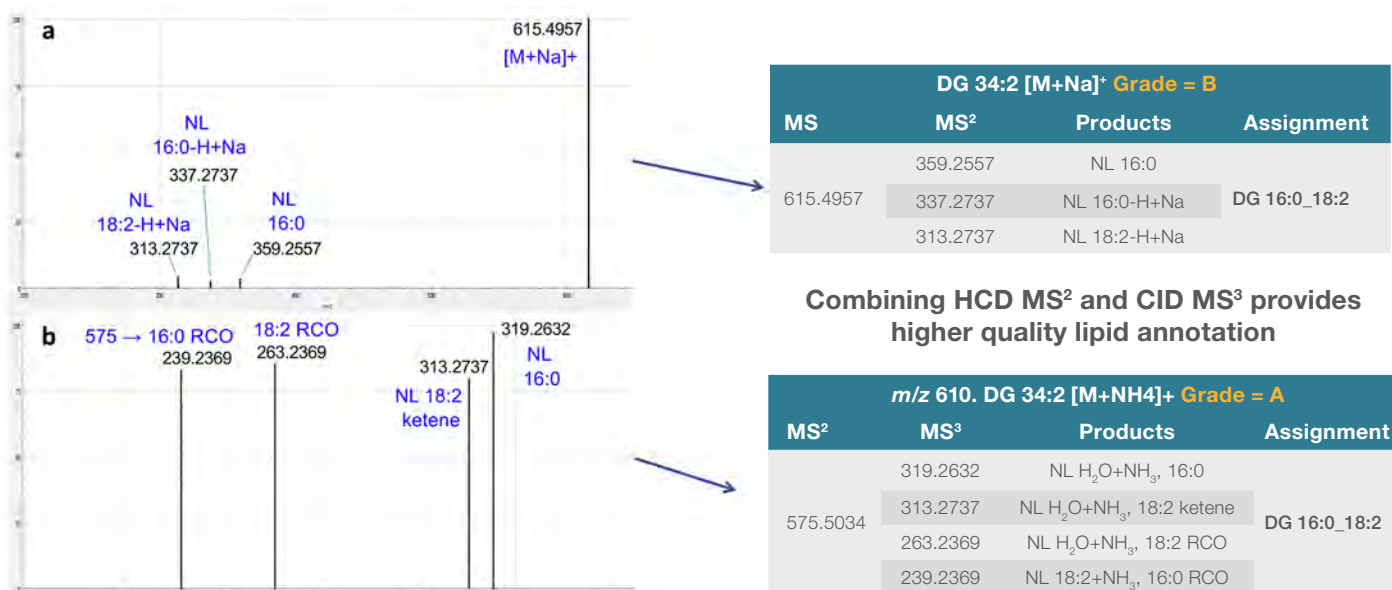 a
615.4957
[M+Na]+
NL
16:0-H+Na
337.2737
NL
18:2-H+Na
313.2737
NL
16:0
359.2557
b
575 → 16:0 RCO
239.2369
18:2 RCO
263.2369
313.2737
NL 18:2
ketene
319.2632
NL
16:0
DG 34:2 [M+Na]⁺ Grade = B
MS MS² Products Assignment
615.4957
359.2557 NL 16:0
337.2737 NL 16:0-H+Na
313.2737 NL 18:2-H+Na
DG 16:0_18:2
Combining HCD MS² and CID MS³ provides
higher quality lipid annotation
m/z 610. DG 34:2 [M+NH4]+ Grade = A
MS² MS³ Products Assignment
575.5034
319.2632 NL H₂O+NH₃, 16:0
313.2737 NL H₂O+NH₃, 18:2 ketene
263.2369 NL H₂O+NH₃, 18:2 RCO
239.2369 NL 18:2+NH₃, 16:0 RCO
DG 16:0_18:2